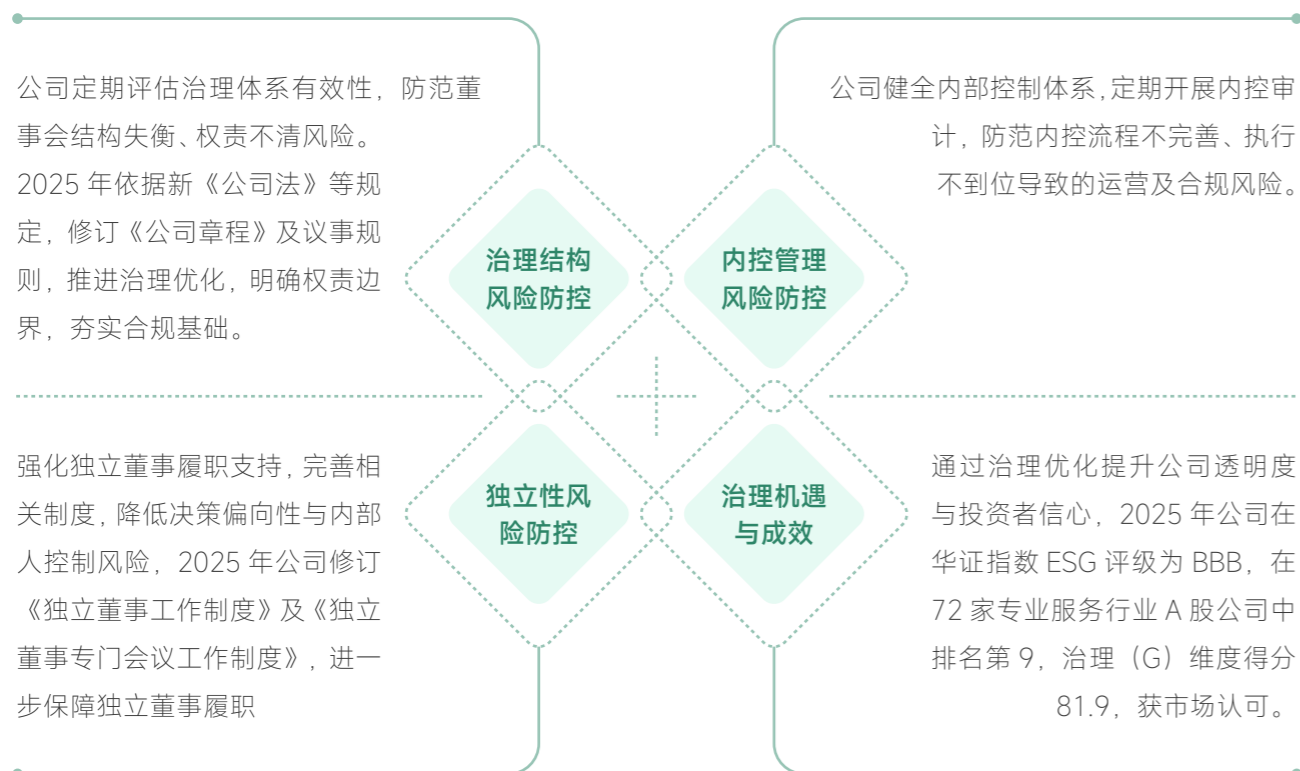 公司定期评估治理体系有效性，防范董
事会结构失衡、权责不清风险。
2025 年依据新《公司法》等规
定，修订《公司章程》及议事规
则，推进治理优化，明确权责边
界，夯实合规基础。
治理结构
风险防控
公司健全内部控制体系,定期开展内控审
计，防范内控流程不完善、执行
不到位导致的运营及合规风险。
内控管理
风险防控
强化独立董事履职支持，完善相
关制度，降低决策偏向性与内部
人控制风险，2025 年公司修订
《独立董事工作制度》及《独立
董事专门会议工作制度》，进一
步保障独立董事履职
独立性风
险防控
通过治理优化提升公司透明度
与投资者信心，2025 年公司在
华证指数 ESG 评级为 BBB，在
72 家专业服务行业 A 股公司中
排名第 9，治理（G）维度得分
81.9，获市场认可。
治理机遇
与成效